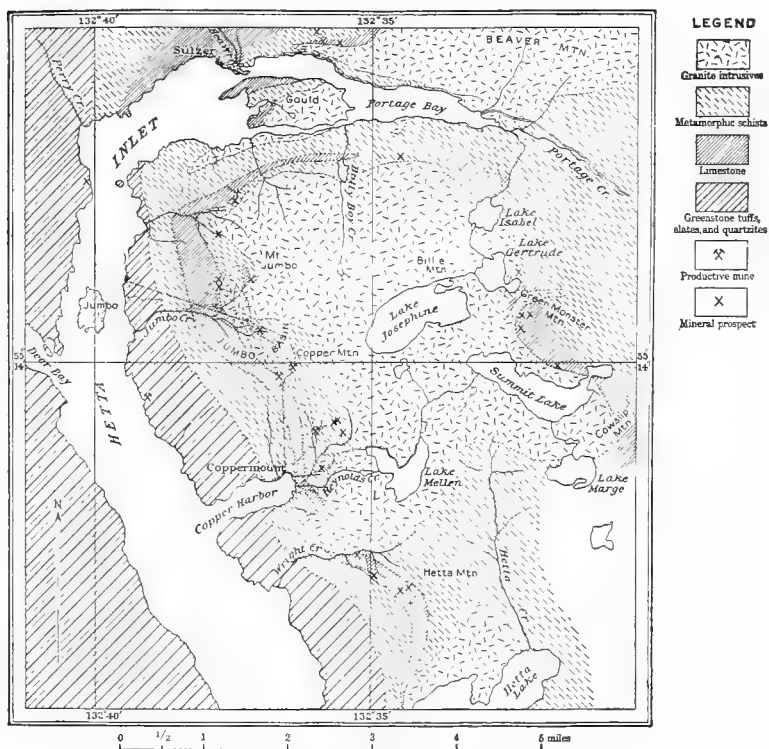 132° 40'
132° 35'
LEGEND
Granite intrusives
Metamorphic schists
Limestone
Greenstone tuffs,
slates, and quartzites
Productive mine
Mineral prospect
Sulzer
BEAVER MTN.
Perry Cr.
Gould
Portage Bay
INLET
Portage Cr.
Lake
Isabel
Mt
Jumbo
Lake
Gertrude
Billie
Mtn
Lake
Josephine
Green Monster
Mtn
Jumbo
Jumbo Cr.
JUMBO BASIN
Copper Mtn
55
14
55
14
Deer Bay
HETTA
Summit Lake
Cowslip
Mtn
Coppermount
Reynolds Cr.
Lake
Mellen
Lake
Marge
Copper Harbor
N
Wright Cr.
Hetta Mtn
Hetta
Hetta
Lake
132° 40'
132° 35'
0 1/2 1 2 3 4 5 miles